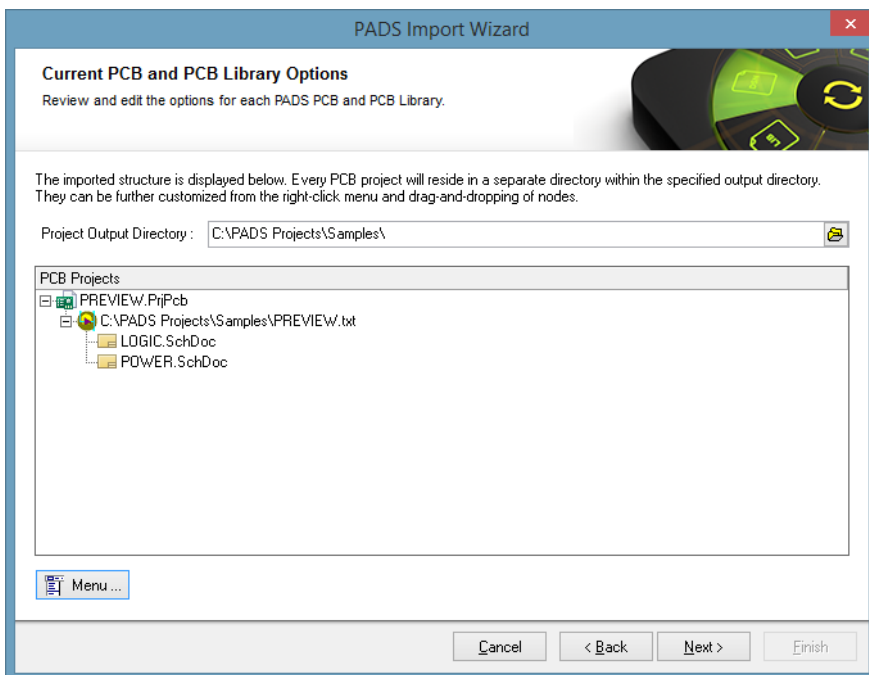 PADS Import Wizard
Current PCB and PCB Library Options
Review and edit the options for each PADS PCB and PCB Library.
The imported structure is displayed below. Every PCB project will reside in a separate directory within the specified output directory.
They can be further customized from the right-click menu and drag-and-dropping of nodes.
Project Output Directory : C:\PADS Projects\Samples\
PCB Projects
PREVIEW.PrjPcb
C:\PADS Projects\Samples\PREVIEW.txt
LOGIC.SchDoc
POWER.SchDoc
Menu ...
Cancel < Back Next > Finish